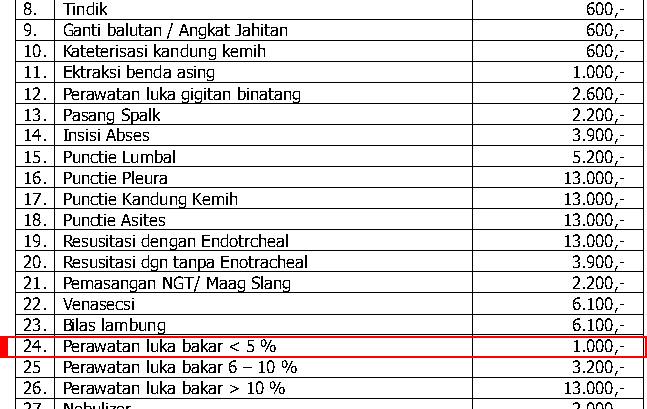 8. Tindik 600,-
9. Ganti balutan / Angkat Jahitan 600,-
10. Kateterisasi kandung kemih 600,-
11. Ektraksi benda asing 1.000,-
12. Perawatan luka gigitan binatang 2.600,-
13. Pasang Spalk 2.200,-
14. Insisi Abses 3.900,-
15. Punctie Lumbal 5.200,-
16. Punctie Pleura 13.000,-
17. Punctie Kandung Kemih 13.000,-
18. Punctie Asites 13.000,-
19. Resusitasi dengan Endotrcheal 13.000,-
20. Resusitasi dgn tanpa Enotracheal 3.900,-
21. Pemasangan NGT/ Maag Slang 2.200,-
22. Venasecsi 6.100,-
23. Bilas lambung 6.100,-
24. Perawatan luka bakar < 5 % 1.000,-
25 Perawatan luka bakar 6 – 10 % 3.200,-
26. Perawatan luka bakar > 10 % 13.000,-
27. Nebulizer 2.000,-